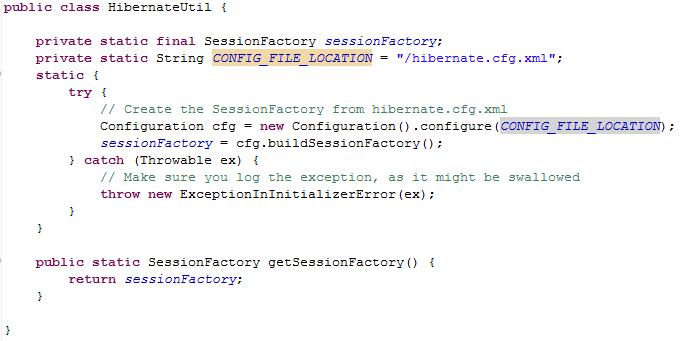 public class HibernateUtil {
    private static final SessionFactory sessionFactory;
    private static String CONFIG_FILE_LOCATION = "/hibernate.cfg.xml";
    static {
        try {
            // Create the SessionFactory from hibernate.cfg.xml
            Configuration cfg = new Configuration().configure(CONFIG_FILE_LOCATION);
            sessionFactory = cfg.buildSessionFactory();
        } catch (Throwable ex) {
            // Make sure you log the exception, as it might be swallowed
            throw new ExceptionInInitializerError(ex);
        }
    }
    public static SessionFactory getSessionFactory() {
        return sessionFactory;
    }
}